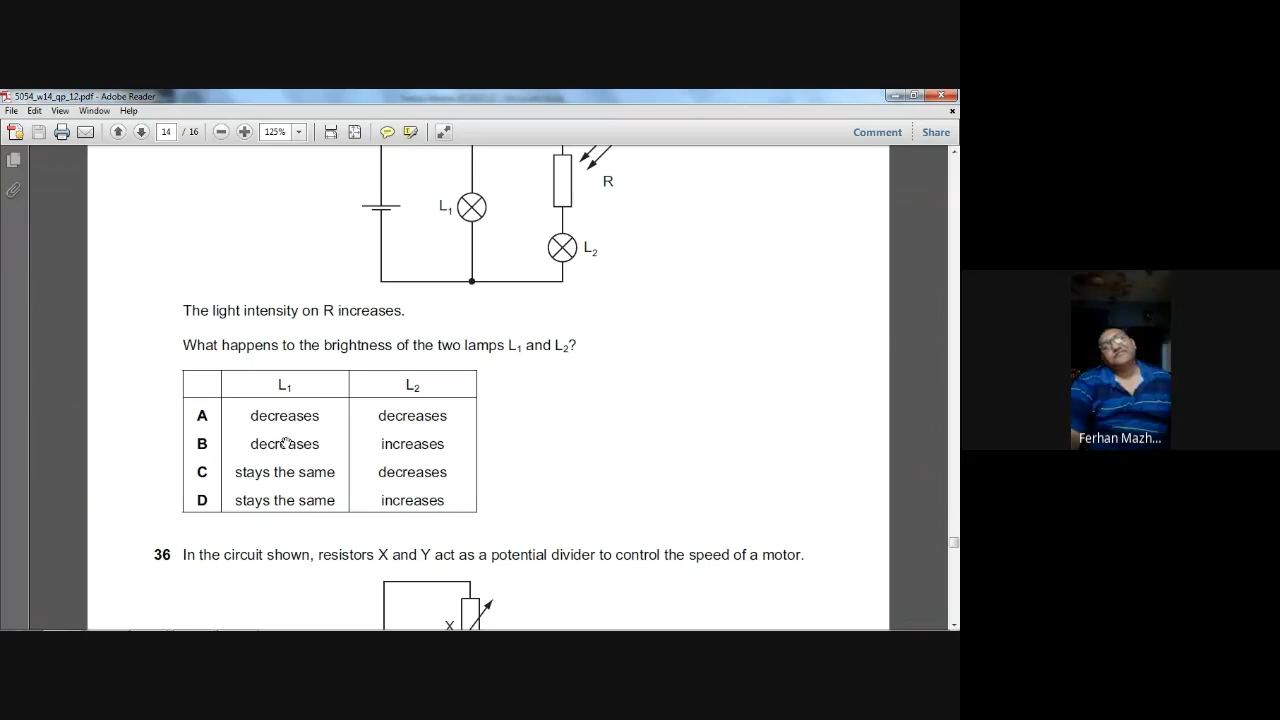 5054_w14_qp_12.pdf - Adobe Reader
File Edit View Window Help
14 / 16 125% Comment Share
R
L1
L2
The light intensity on R increases.
What happens to the brightness of the two lamps L1 and L2?
L1 L2
A decreases decreases
B decreases increases
C stays the same decreases
D stays the same increases
36 In the circuit shown, resistors X and Y act as a potential divider to control the speed of a motor.
X
Ferhan Mazh...